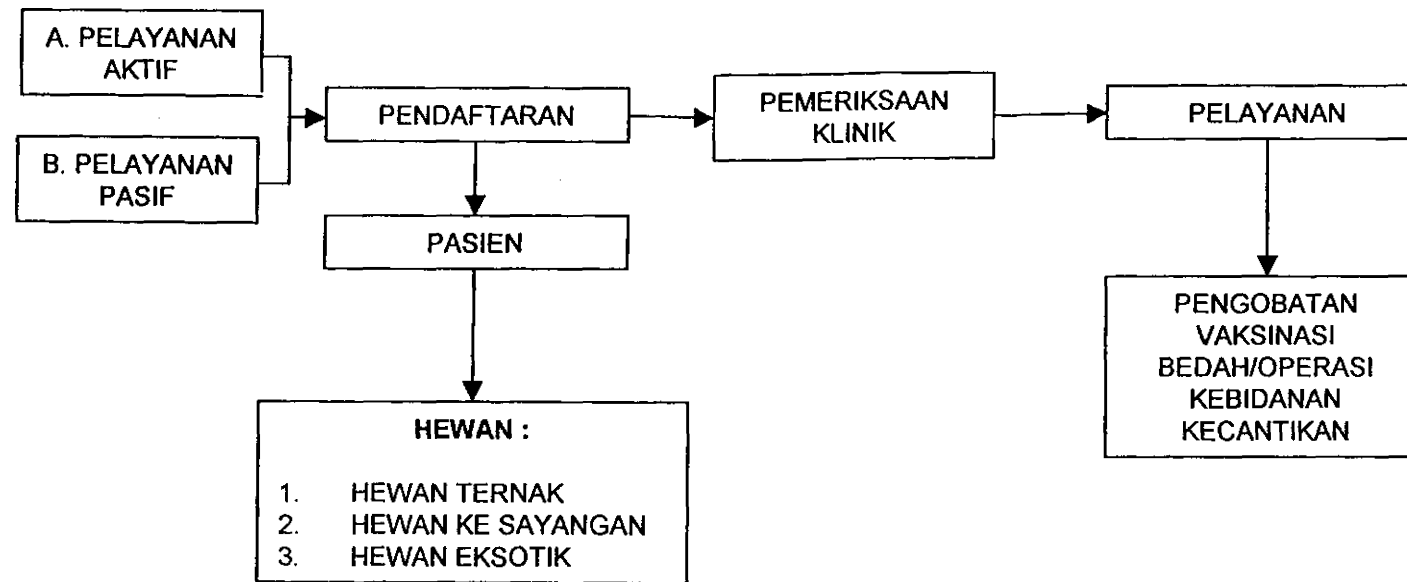 A. PELAYANAN
AKTIF
B. PELAYANAN
PASIF
PENDAFTARAN
PEMERIKSAAN
KLINIK
PELAYANAN
PASIEN
PENGOBATAN
VAKSINASI
BEDAH/OPERASI
KEBIDANAN
KECANTIKAN
HEWAN :
1. HEWAN TERNAK
2. HEWAN KE SAYANGAN
3. HEWAN EKSOTIK